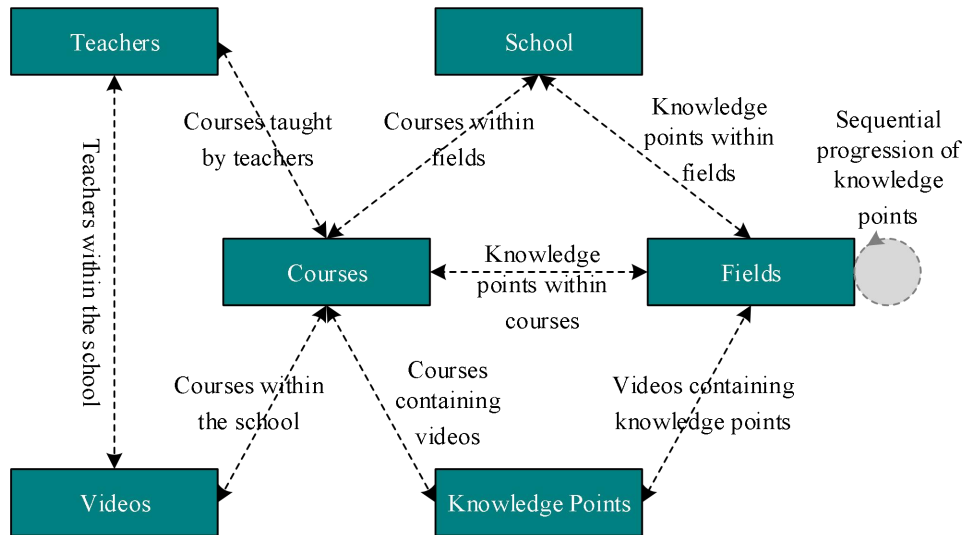 Teachers
School
Courses taught
by teachers
Courses within
fields
Knowledge
points within
fields
Sequential
progression of
knowledge
points
Teachers within the school
Courses
Knowledge
points within
courses
Fields
Courses within
the school
Courses
containing
videos
Videos containing
knowledge points
Videos
Knowledge Points